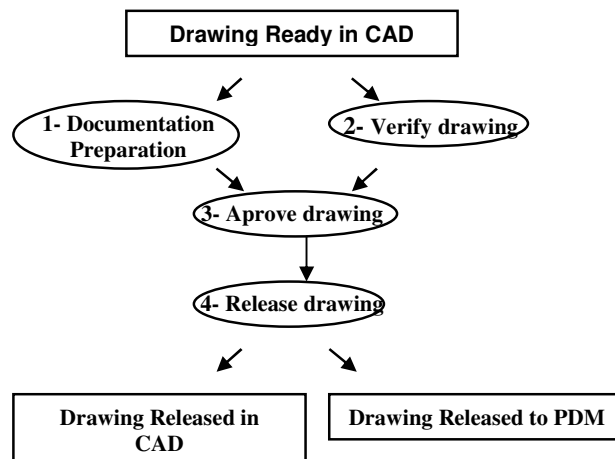 Drawing Ready in CAD
1- Documentation
Preparation
2- Verify drawing
3- Aprove drawing
4- Release drawing
Drawing Released in
CAD
Drawing Released to PDM